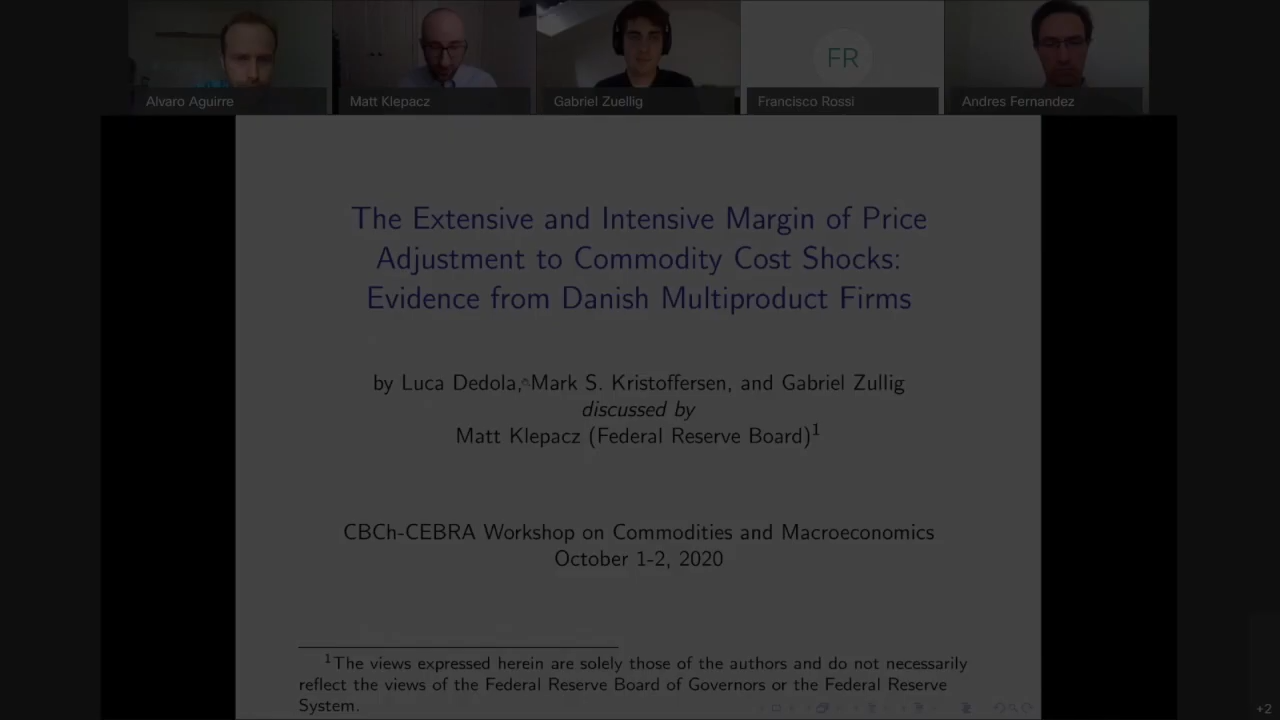 Alvaro Aguirre
Matt Klepacz
Gabriel Zuellig
FR
Francisco Rossi
Andres Fernandez
The Extensive and Intensive Margin of Price
Adjustment to Commodity Cost Shocks:
Evidence from Danish Multiproduct Firms
by Luca Dedola, Mark S. Kristoffersen, and Gabriel Zullig
discussed by
Matt Klepacz (Federal Reserve Board)¹
CBCh-CEBRA Workshop on Commodities and Macroeconomics
October 1-2, 2020
¹The views expressed herein are solely those of the authors and do not necessarily
reflect the views of the Federal Reserve Board of Governors or the Federal Reserve
System.
+2